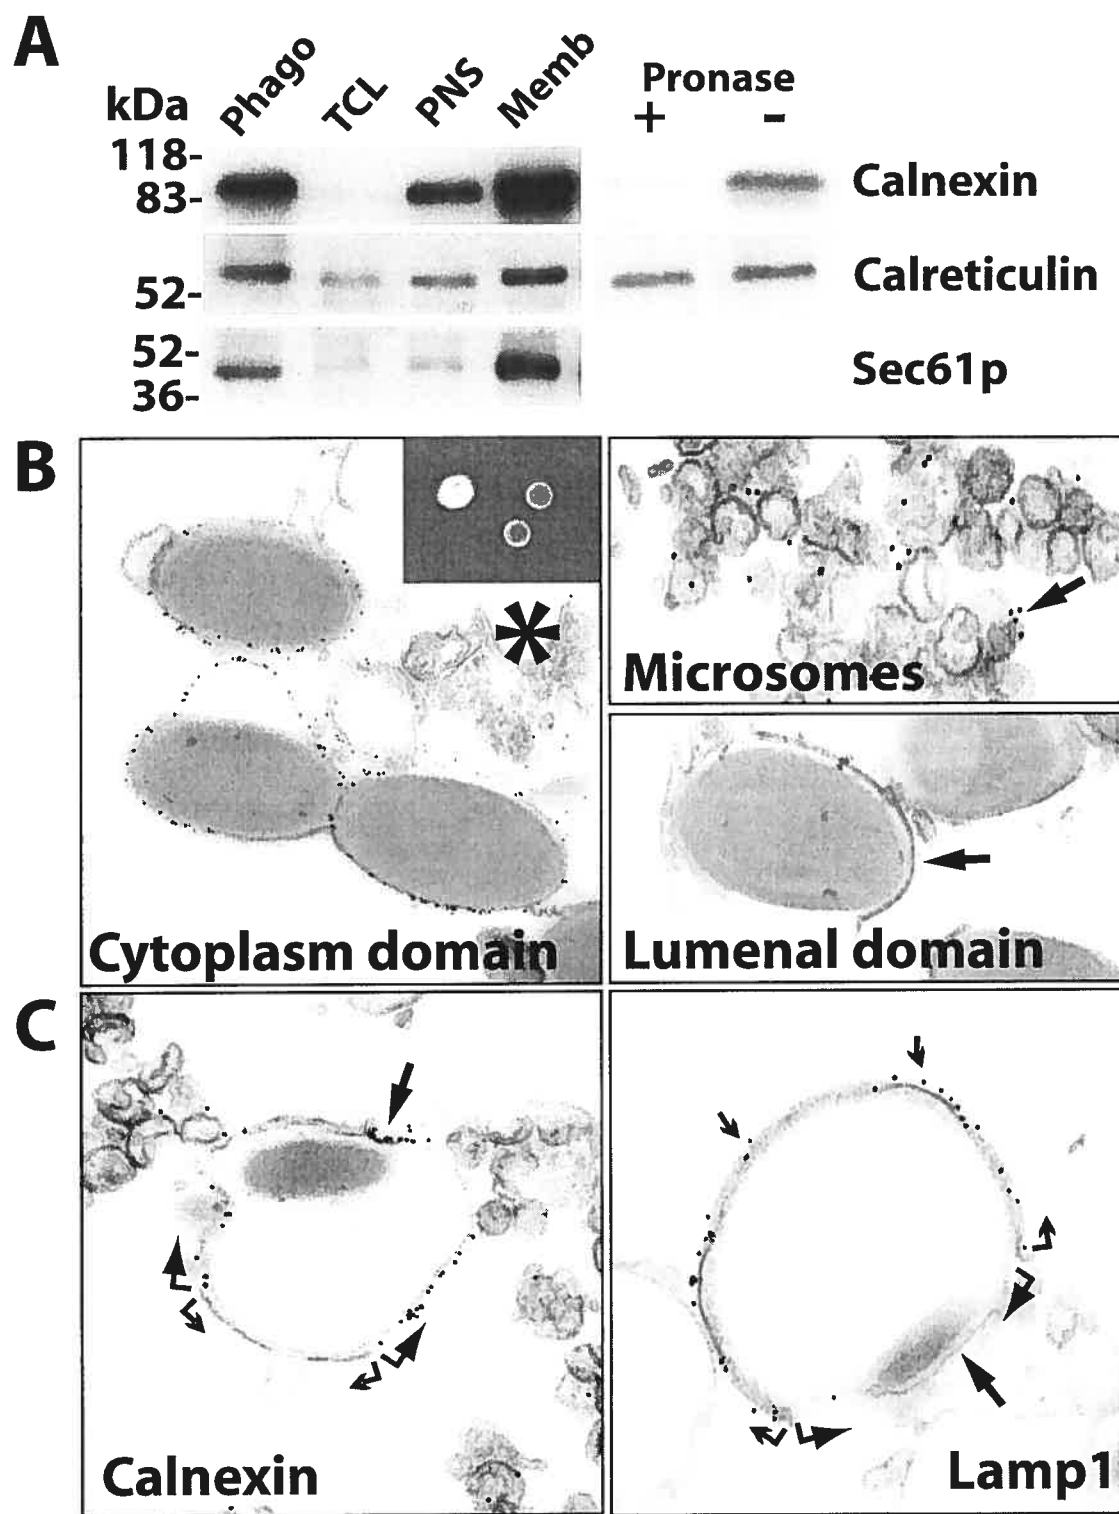 A
kDa
Phago
TCL
PNS
Memb
Pronase
+ -
118-
83-
Calnexin
52-
Calreticulin
52-
36-
Sec61p
B
Cytoplasm domain
Microsomes
Lumenal domain
C
Calnexin
Lamp1